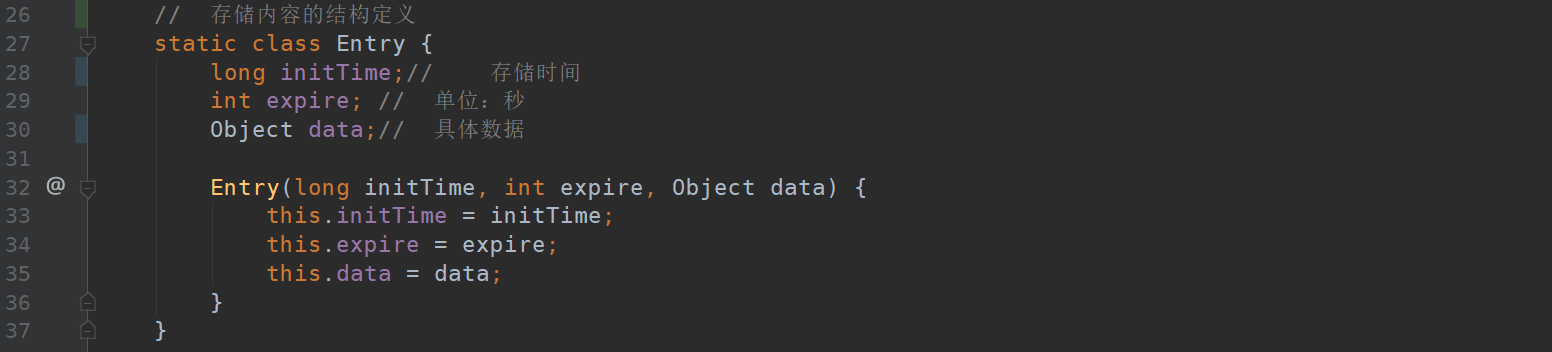 26 // 存储内容的结构定义
27 static class Entry {
28 long initTime;// 存储时间
29 int expire; // 单位：秒
30 Object data;// 具体数据
31
32 @ Entry(long initTime, int expire, Object data) {
33 this.initTime = initTime;
34 this.expire = expire;
35 this.data = data;
36 }
37 }